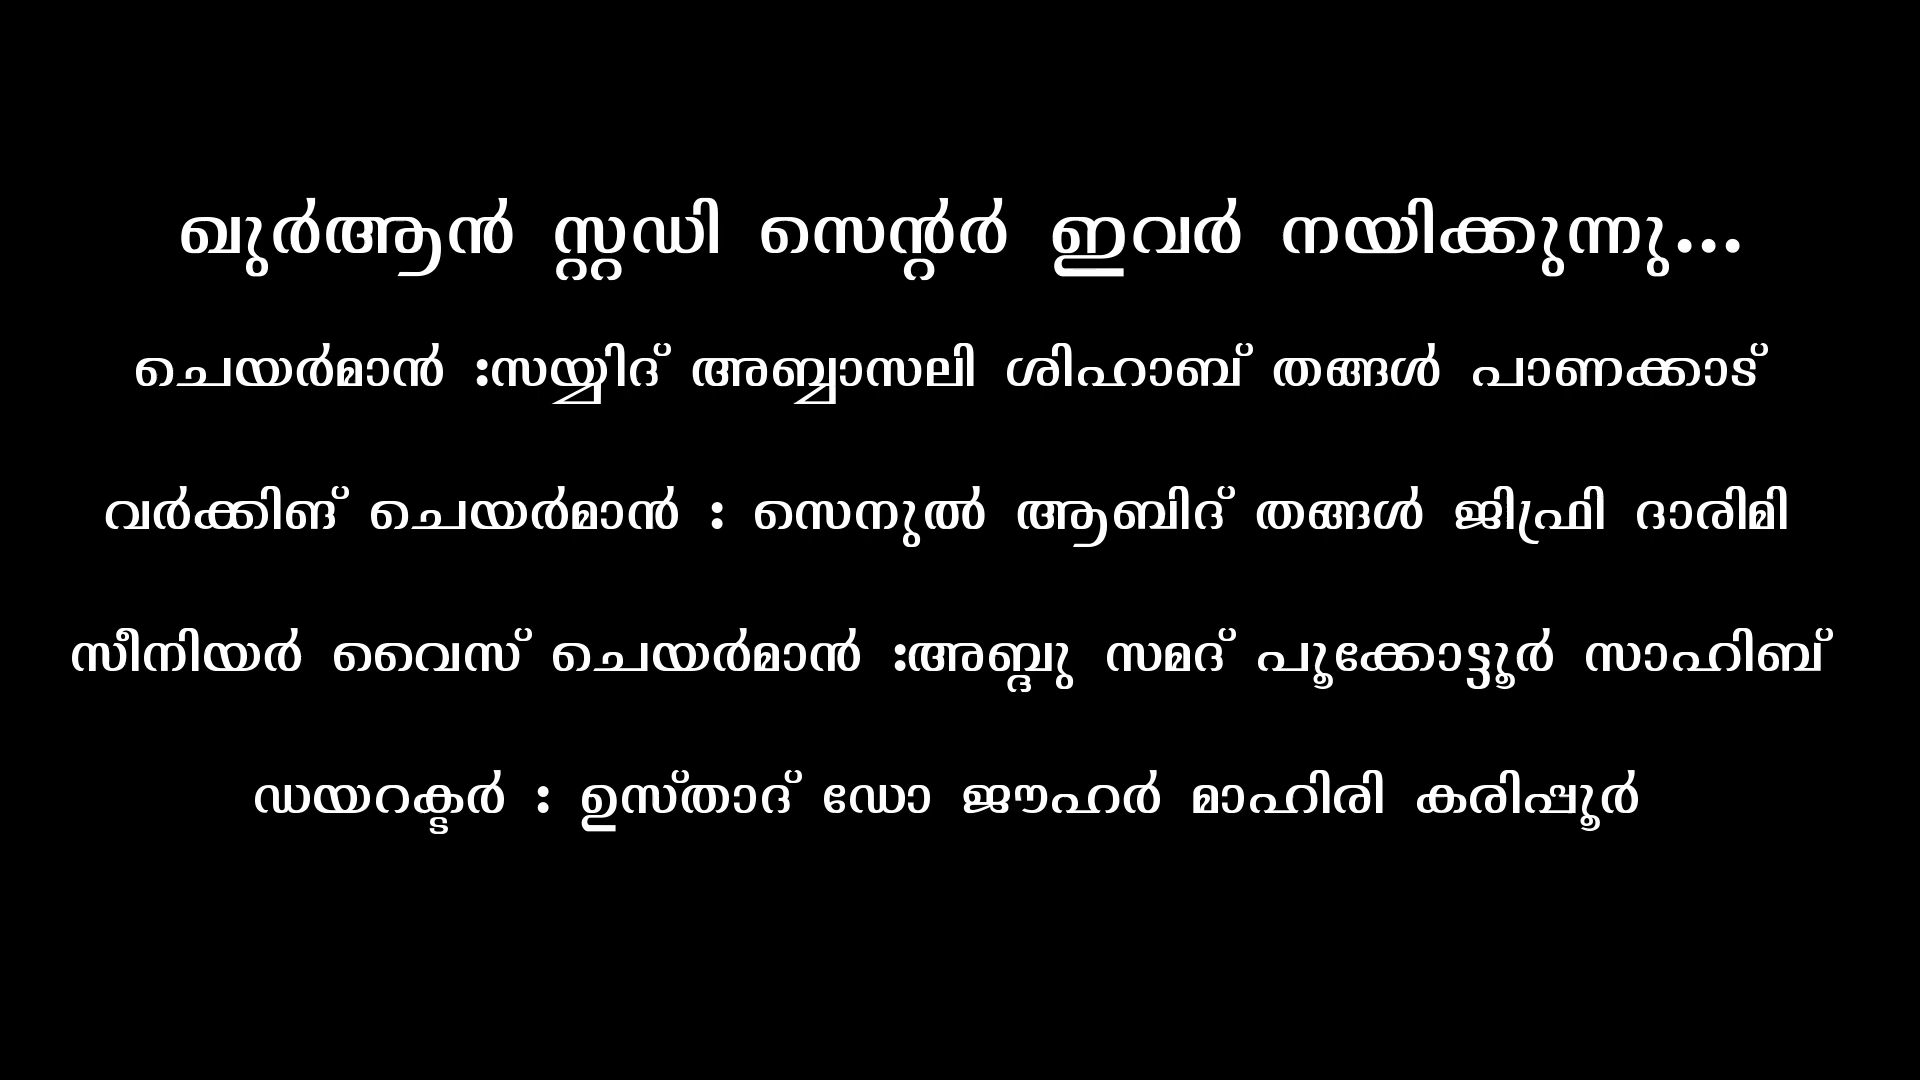 ഖുർആൻ സ്റ്റഡി സെന്റർ ഇവർ നയിക്കുന്നു...
ചെയർമാൻ :സയ്യിദ് അബ്ബാസലി ശിഹാബ് തങ്ങൾ പാണക്കാട്
വർക്കിങ് ചെയർമാൻ : സെനുൽ ആബിദ് തങ്ങൾ ജിഫ്രി ദാരിമി
സീനിയർ വൈസ് ചെയർമാൻ :അബ്ദു സമദ് പൂക്കോട്ടൂർ സാഹിബ്
ഡയറക്ടർ : ഉസ്താദ് ഡോ ജൗഹർ മാഹിരി കരിപ്പൂർ